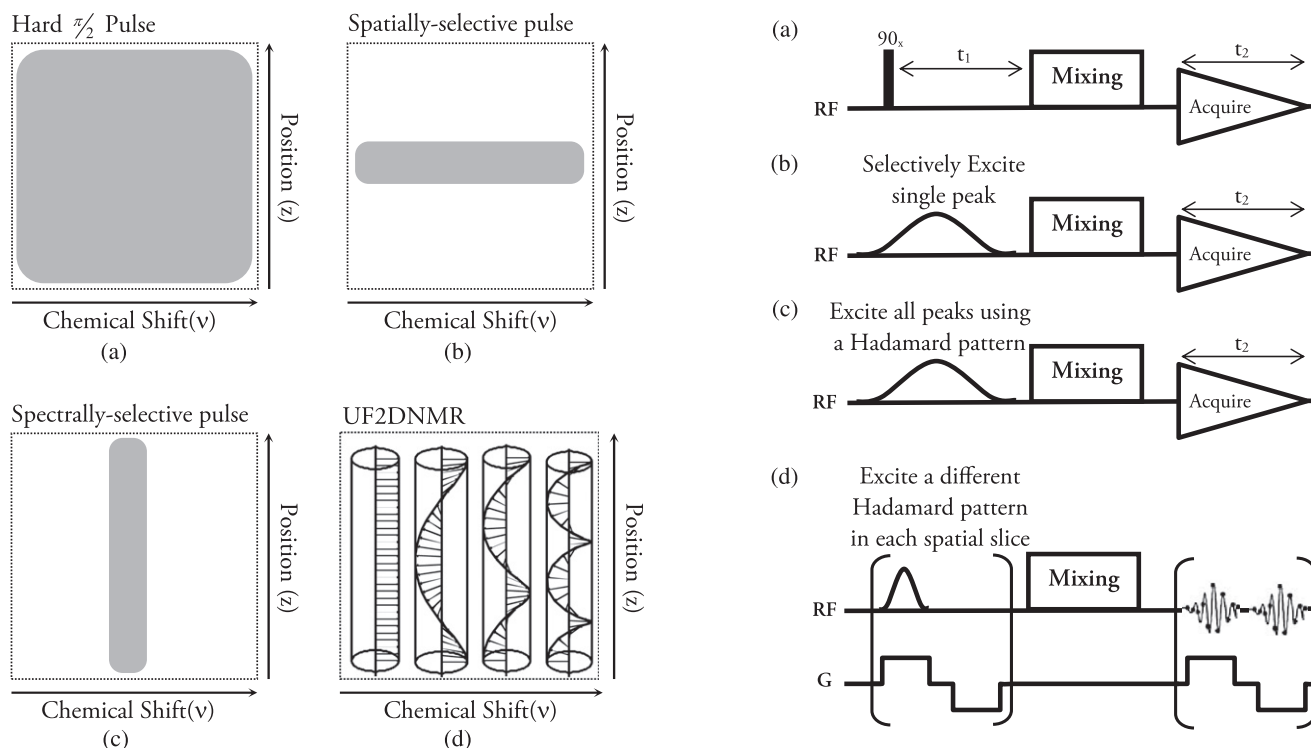 Hard π/2 Pulse
Position (z)
Chemical Shift(ν)
(a)
Spatially-selective pulse
Position (z)
Chemical Shift(ν)
(b)
Spectrally-selective pulse
Position (z)
Chemical Shift(ν)
(c)
UF2DNMR
Position (z)
Chemical Shift(ν)
(d)
(a)
90x
t1
Mixing
t2
RF
Acquire
(b)
Selectively Excite
single peak
Mixing
t2
RF
Acquire
(c)
Excite all peaks using
a Hadamard pattern
Mixing
t2
RF
Acquire
(d)
Excite a different
Hadamard pattern
in each spatial slice
Mixing
RF
G